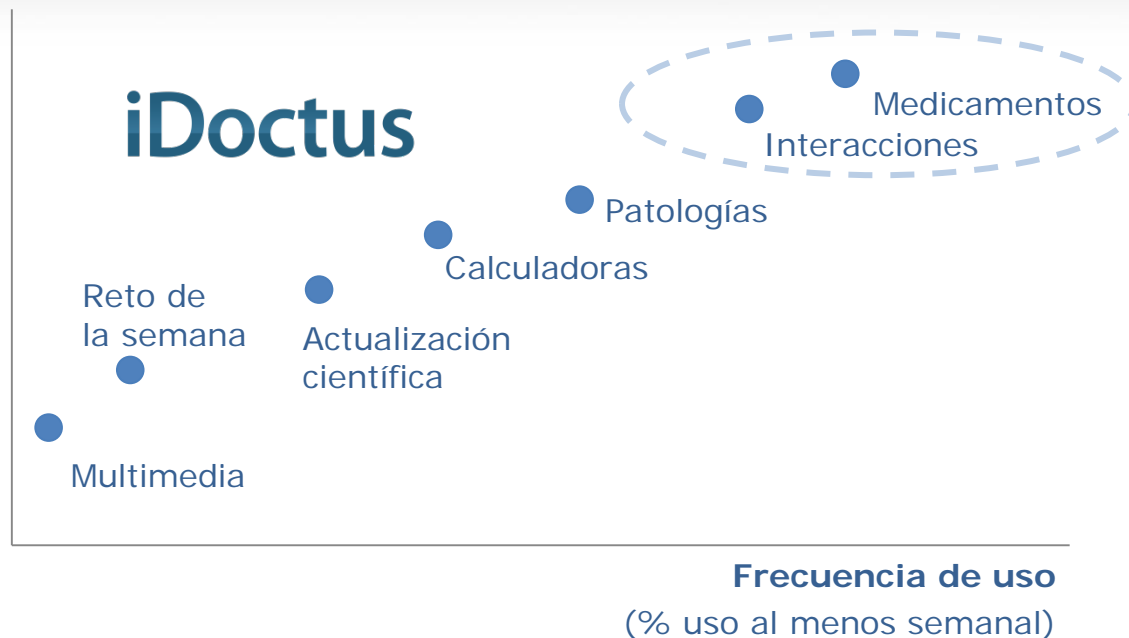 iDoctus
Medicamentos
Interacciones
Patologías
Calculadoras
Reto de
la semana
Actualización
científica
Multimedia
Frecuencia de uso
(% uso al menos semanal)